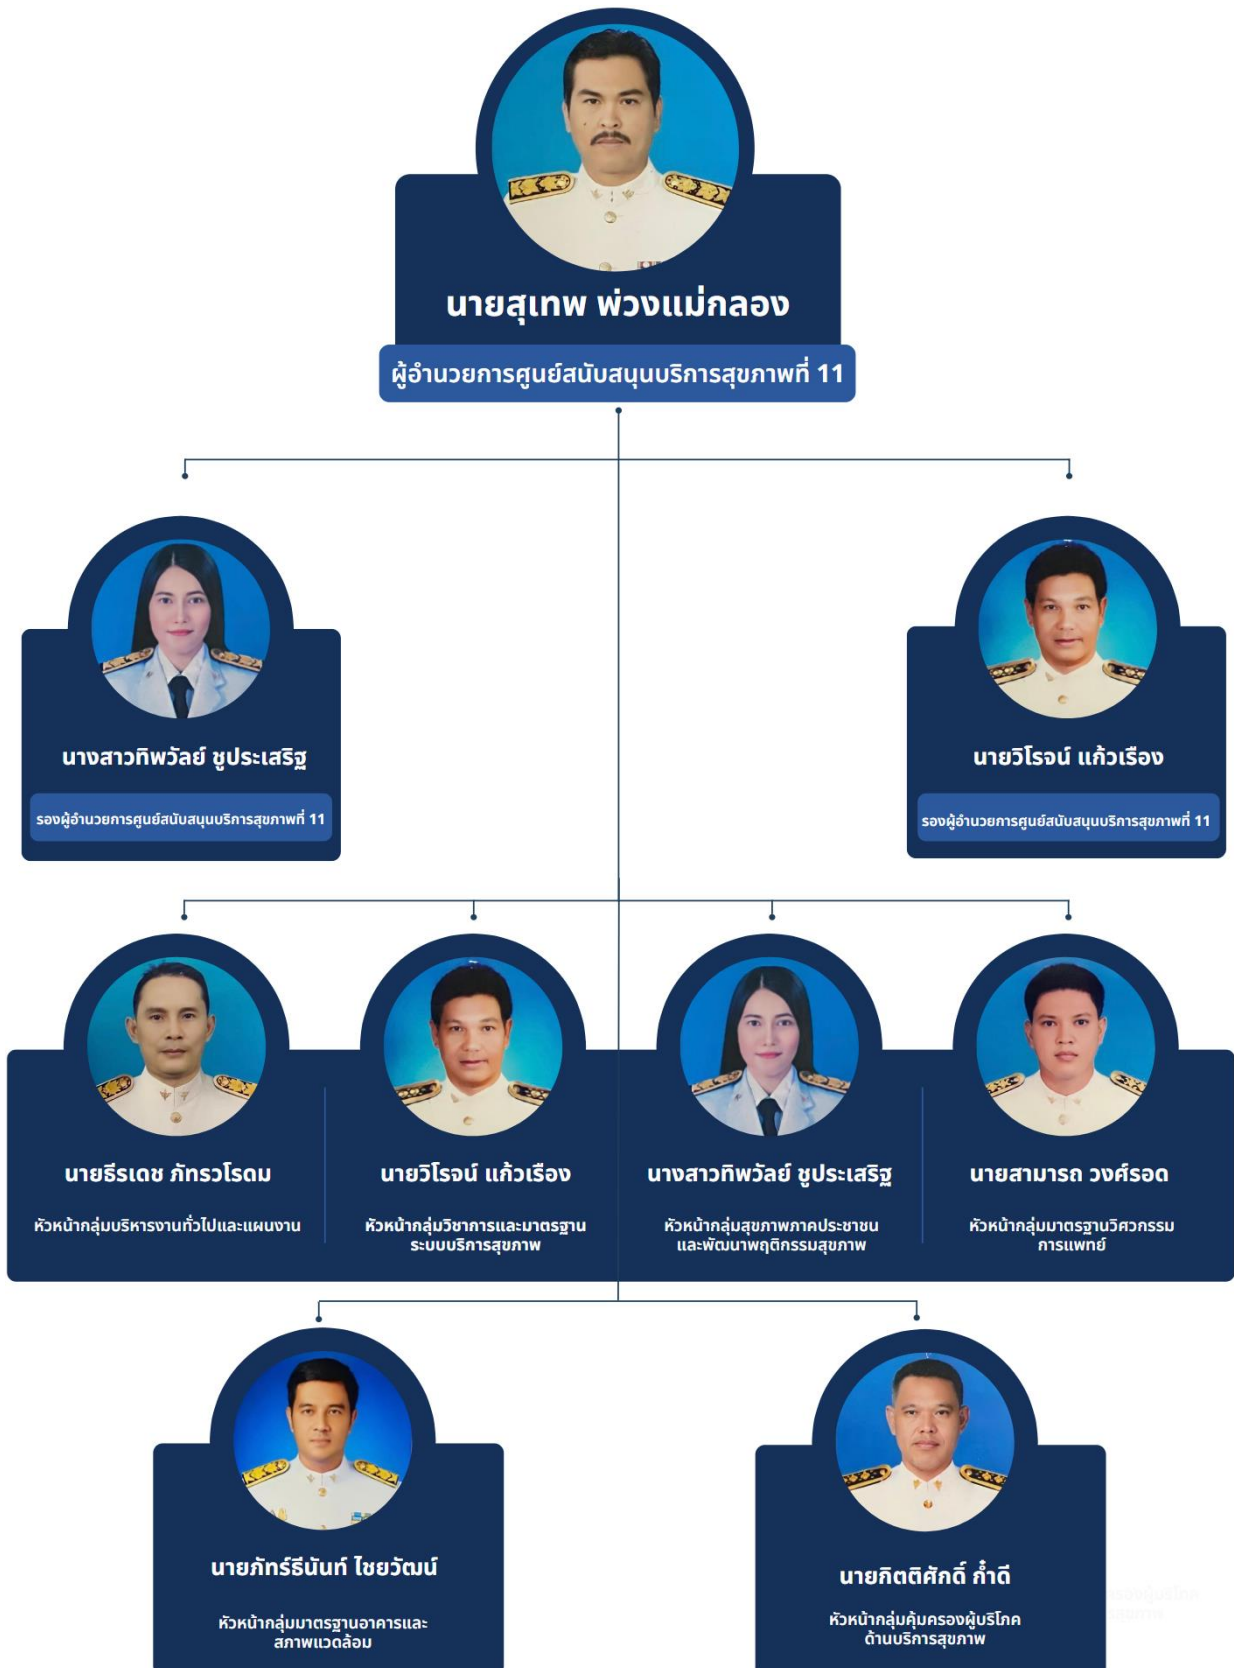 นายสุเทพ พ่วงแม่กลอง
ผู้อำนวยการศูนย์สนับสนุนบริการสุขภาพที่ 11
นางสาวทิพวัลย์ ชูประเสริฐ
รองผู้อำนวยการศูนย์สนับสนุนบริการสุขภาพที่ 11
นายวิโรจน์ แก้วเรือง
รองผู้อำนวยการศูนย์สนับสนุนบริการสุขภาพที่ 11
นายธีรเดช ภัทรวโรดม
หัวหน้ากลุ่มบริหารงานทั่วไปและแผนงาน
นายวิโรจน์ แก้วเรือง
หัวหน้ากลุ่มวิชาการและมาตรฐาน
ระบบบริการสุขภาพ
นางสาวทิพวัลย์ ชูประเสริฐ
หัวหน้ากลุ่มสุขภาพภาคประชาชน
และพัฒนาพฤติกรรมสุขภาพ
นายสามารถ วงศ์รอด
หัวหน้ากลุ่มมาตรฐานวิศวกรรม
การแพทย์
นายภัทร์ธีนันท์ ไชยวัฒน์
หัวหน้ากลุ่มมาตรฐานอาคารและ
สภาพแวดล้อม
นายกิตติศักดิ์ ก๋ำดี
หัวหน้ากลุ่มคุ้มครองผู้บริโภค
ด้านบริการสุขภาพ